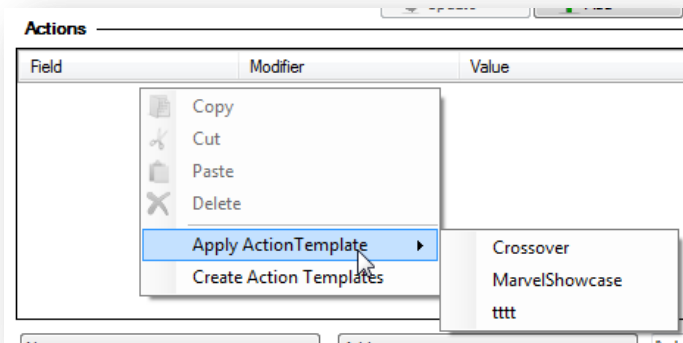 Actions
Field Modifier Value
Copy
Cut
Paste
Delete
Apply ActionTemplate
Create Action Templates
Crossover
MarvelShowcase
tttt